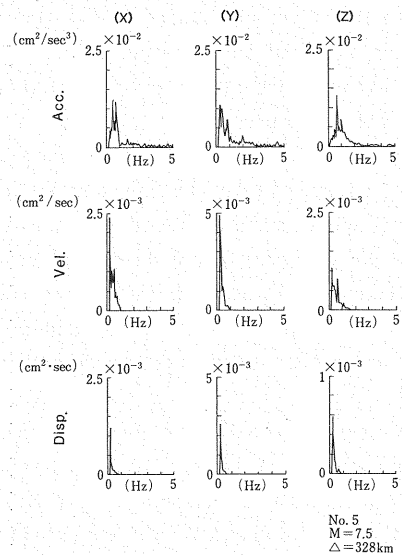 (X) (Y) (Z)
(cm²/sec³) ×10⁻² ×10⁻² ×10⁻²
2.5 2.5 2.5
Acc.
0 0 0
0 (Hz) 5 0 (Hz) 5 0 (Hz) 5
(cm²/sec) ×10⁻³ ×10⁻³ ×10⁻³
2.5 5 2.5
Vel.
0 0 0
0 (Hz) 5 0 (Hz) 5 0 (Hz) 5
(cm²·sec) ×10⁻³ ×10⁻³ ×10⁻³
2.5 5 1
Disp.
0 0 0
0 (Hz) 5 0 (Hz) 5 0 (Hz) 5
No. 5
M=7.5
△=328km